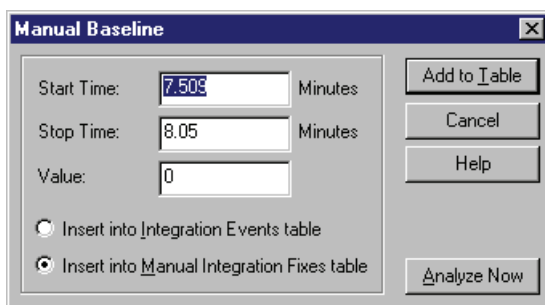 Manual Baseline
Start Time: 7.509 Minutes
Add to Table
Stop Time: 8.05 Minutes
Cancel
Value: 0
Help
Insert into Integration Events table
Insert into Manual Integration Fixes table
Analyze Now